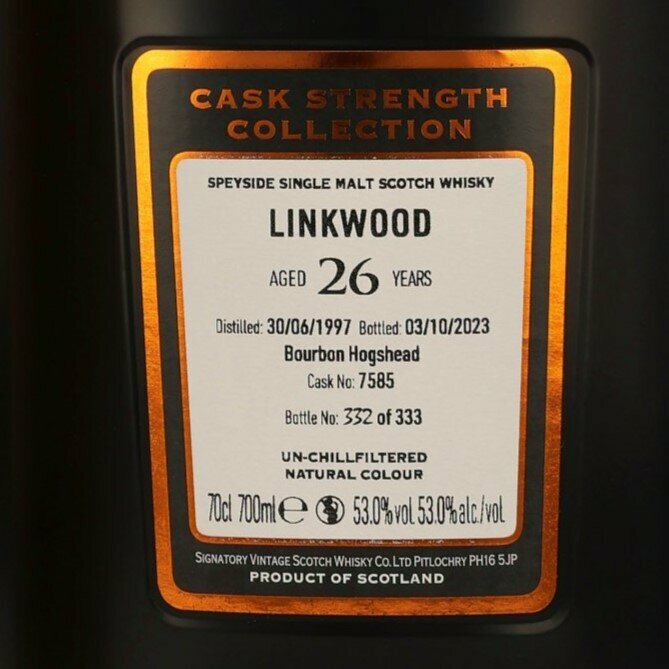 CASK STRENGTH
COLLECTION
SPEYSIDE SINGLE MALT SCOTCH WHISKY
LINKWOOD
AGED 26 YEARS
Distilled: 30/06/1997 Bottled: 03/10/2023
Bourbon Hogshead
Cask No: 7585
Bottle No: 332 of 333
UN-CHILLFILTERED
NATURAL COLOUR
70cl 700ml℮ 53.0%vol 53.0%alc./vol
SIGNATORY VINTAGE SCOTCH WHISKY CO. LTD PITLOCHRY PH16 5JP
PRODUCT OF SCOTLAND